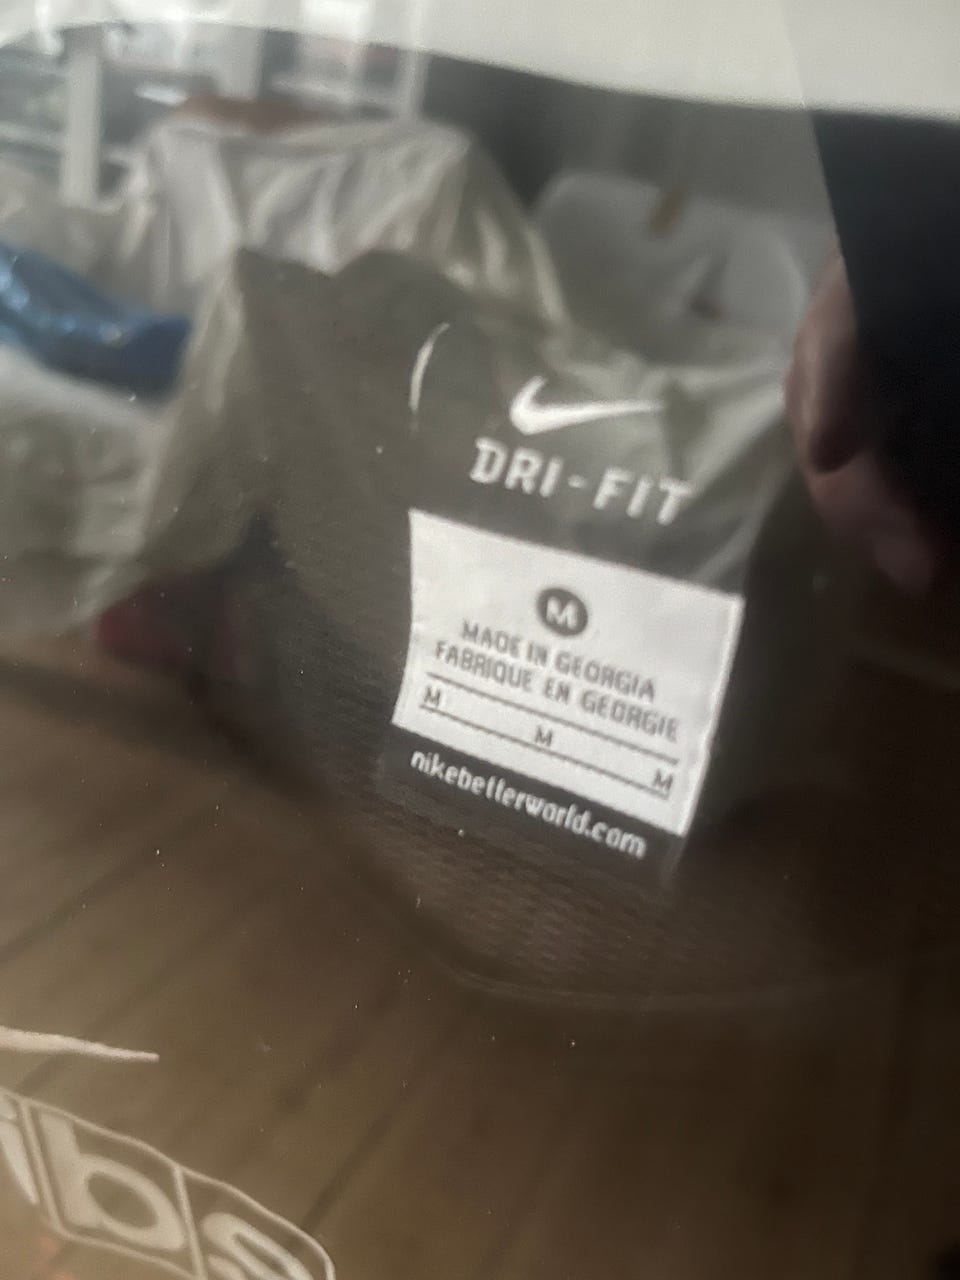 DRI-FIT
M
MADE IN GEORGIA
FABRIQUE EN GEORGIE
M M M
nikebetterworld.com